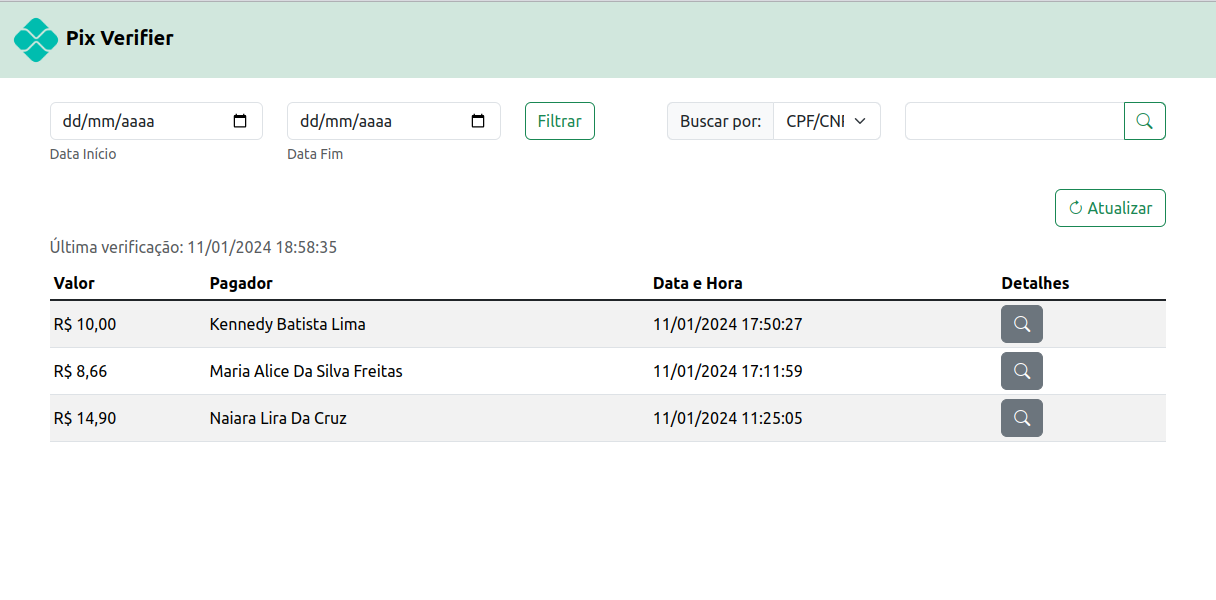 Pix Verifier
dd/mm/aaaa dd/mm/aaaa Filtrar Buscar por: CPF/CNI
Data Início Data Fim
Atualizar
Última verificação: 11/01/2024 18:58:35
Valor Pagador Data e Hora Detalhes
R$ 10,00 Kennedy Batista Lima 11/01/2024 17:50:27
R$ 8,66 Maria Alice Da Silva Freitas 11/01/2024 17:11:59
R$ 14,90 Naiara Lira Da Cruz 11/01/2024 11:25:05